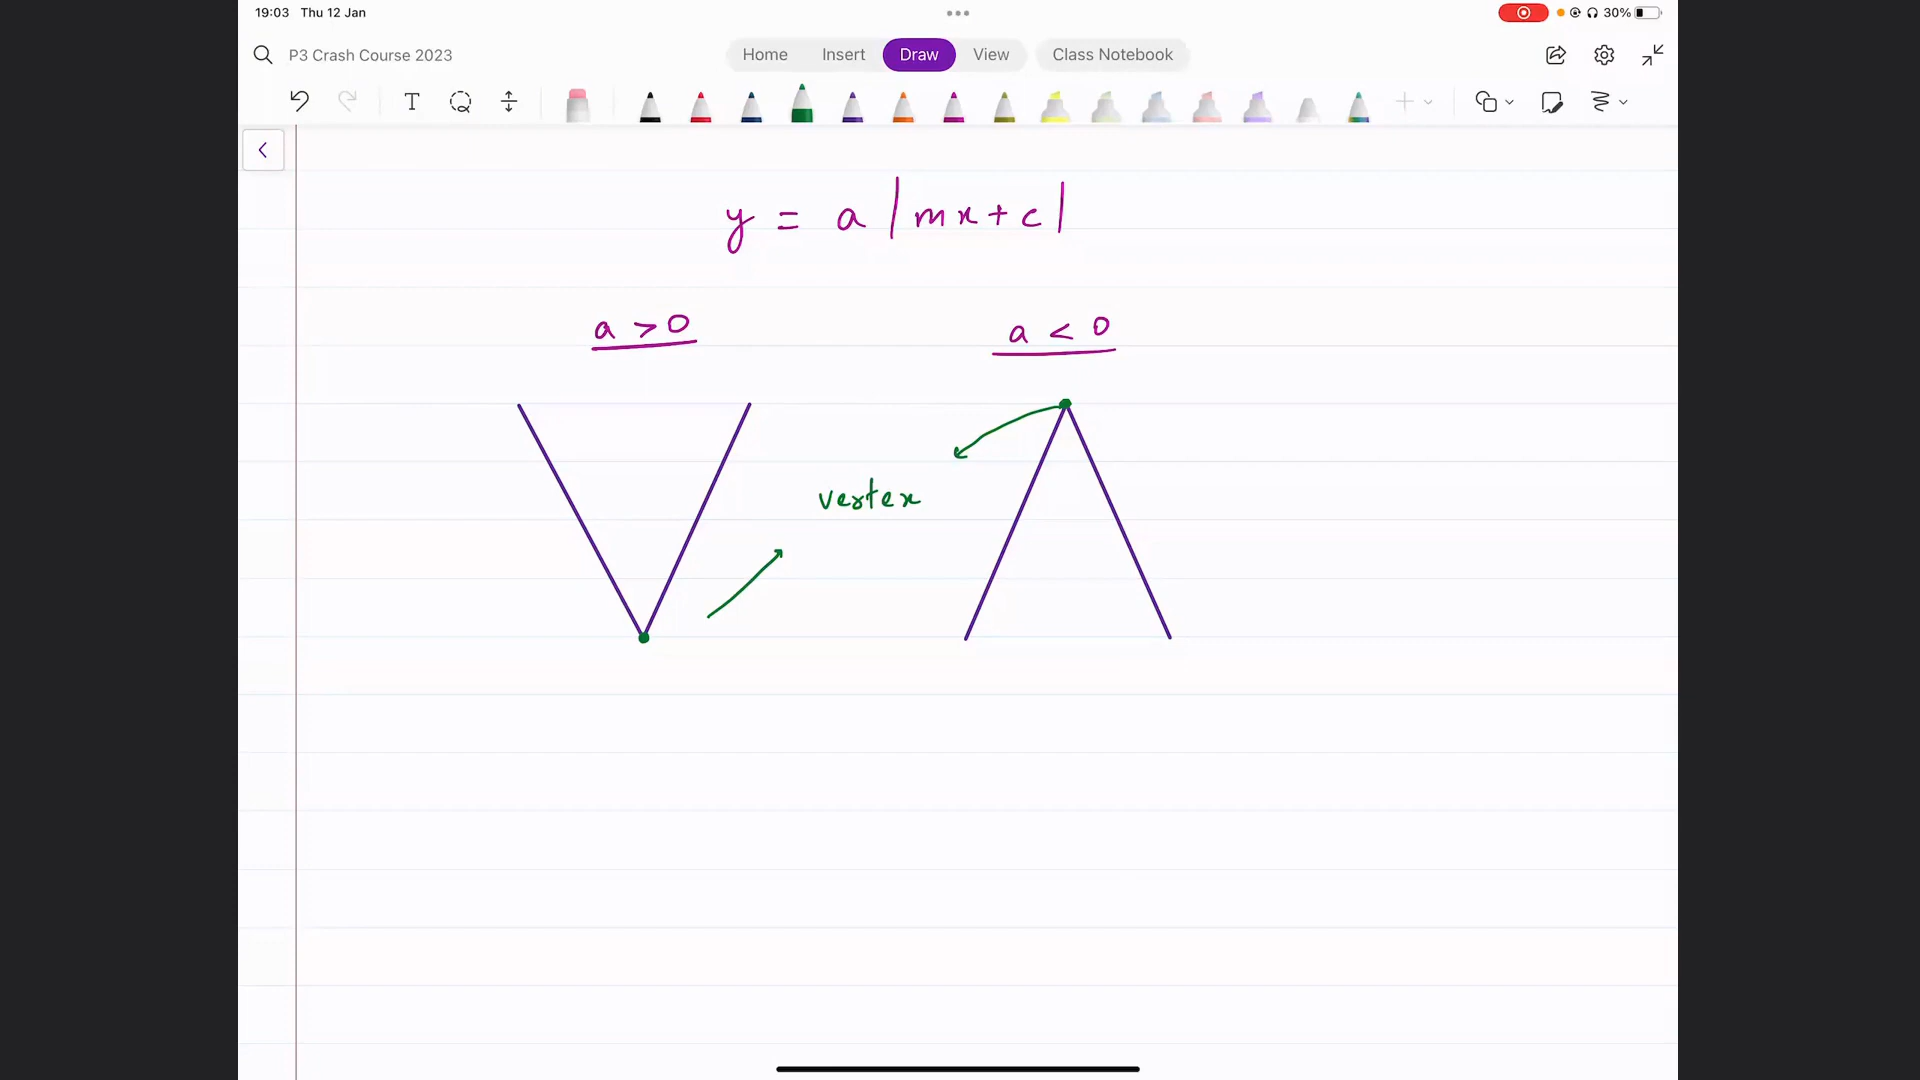 19:03 Thu 12 Jan
30%
P3 Crash Course 2023
Home Insert Draw View Class Notebook
T
y = a |mx+c|
a > 0
a < 0
vertex